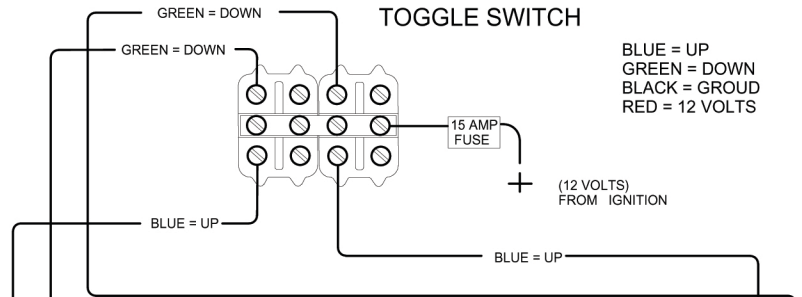 GREEN = DOWN
TOGGLE SWITCH
GREEN = DOWN
BLUE = UP
GREEN = DOWN
BLACK = GROUD
RED = 12 VOLTS
15 AMP
FUSE
(12 VOLTS)
FROM IGNITION
BLUE = UP
BLUE = UP